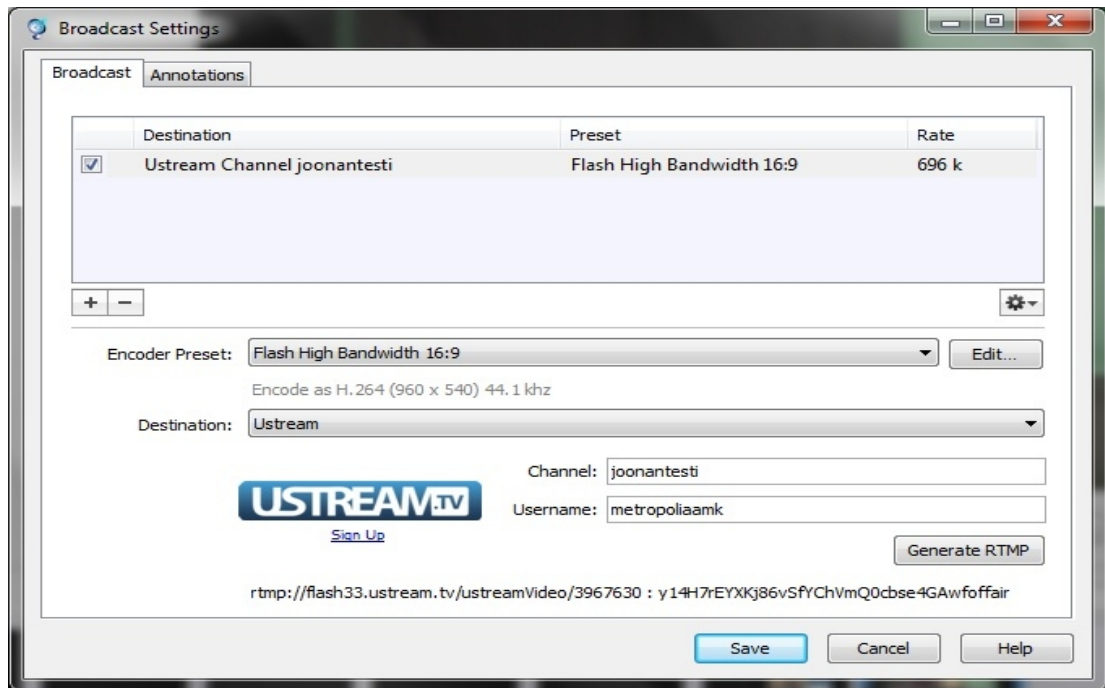 Broadcast Settings
Broadcast Annotations
Destination Preset Rate
Ustream Channel joonantesti Flash High Bandwidth 16:9 696 k
+ −
Encoder Preset: Flash High Bandwidth 16:9 Edit...
Encode as H.264 (960 x 540) 44.1 khz
Destination: Ustream
Channel: joonantesti
USTREAM.TV
Username: metropoliaamk
Sign Up
Generate RTMP
rtmp://flash33.ustream.tv/ustreamVideo/3967630 : y14H7rEYXKj86vSfYChVmQ0cbse4GAwfoffair
Save Cancel Help